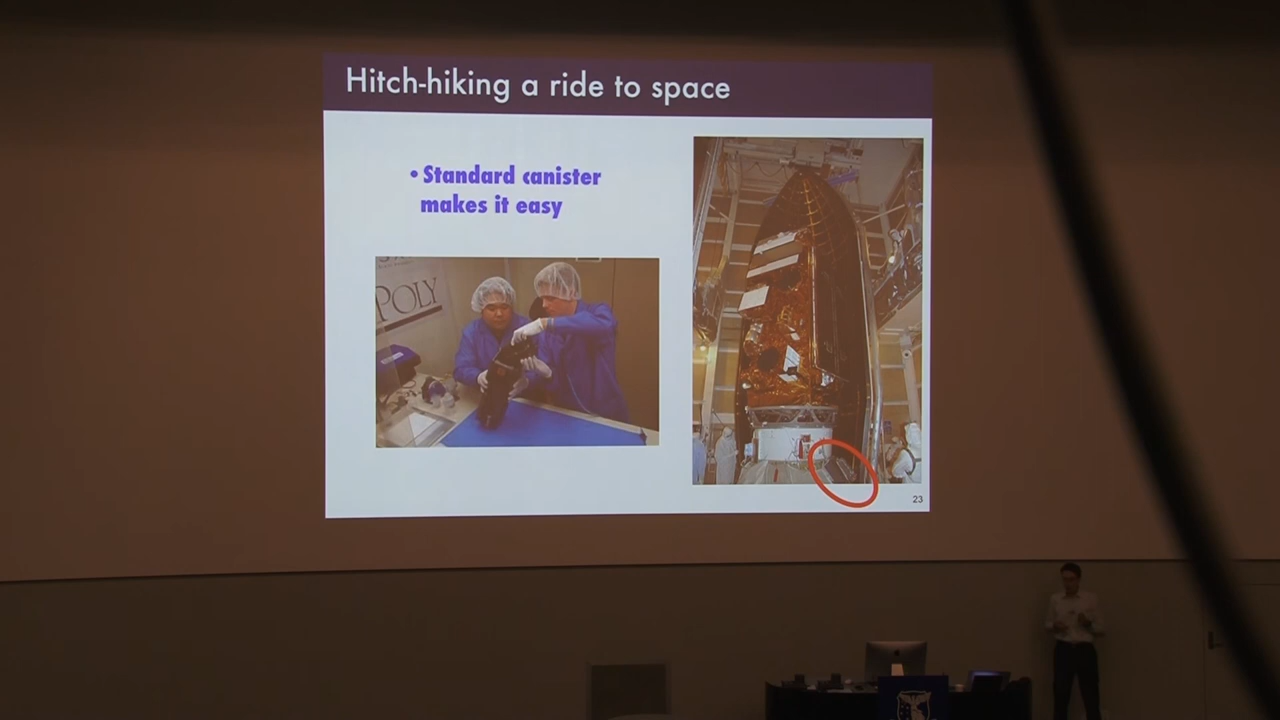 Hitch-hiking a ride to space
• Standard canister
makes it easy
POLY
23